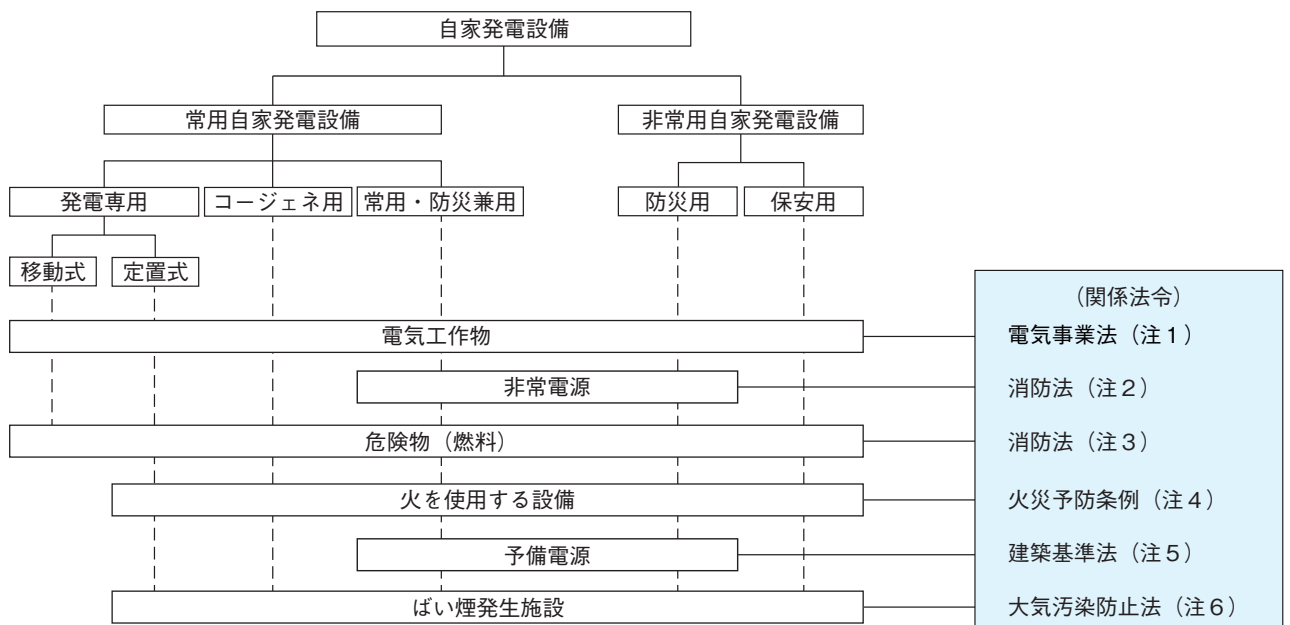 自家発電設備
常用自家発電設備
非常用自家発電設備
発電専用
コージェネ用
常用・防災兼用
防災用
保安用
移動式
定置式
(関係法令)
電気工作物
電気事業法(注1)
非常電源
消防法(注2)
危険物(燃料)
消防法(注3)
火を使用する設備
火災予防条例(注4)
予備電源
建築基準法(注5)
ばい煙発生施設
大気汚染防止法(注6)